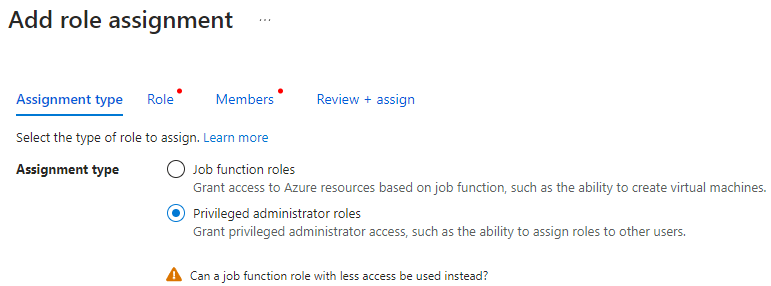 Add role assignment ...
Assignment type Role Members Review + assign
Select the type of role to assign. Learn more
Assignment type Job function roles
Grant access to Azure resources based on job function, such as the ability to create virtual machines.
Privileged administrator roles
Grant privileged administrator access, such as the ability to assign roles to other users.
Can a job function role with less access be used instead?